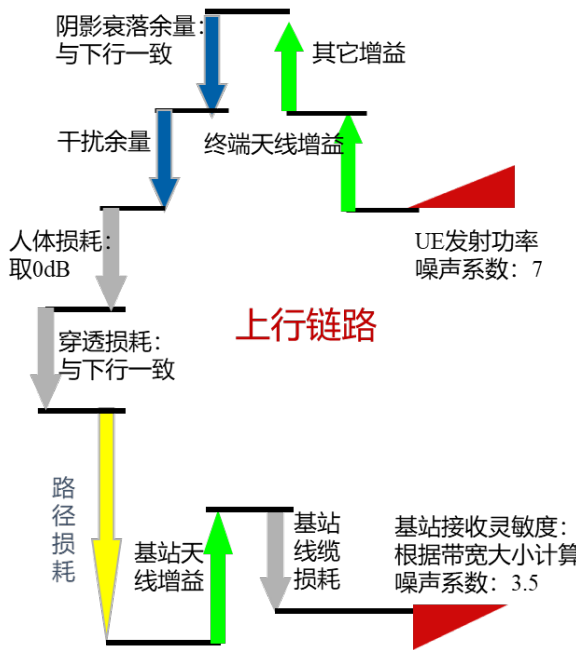 阴影衰落余量：
与下行一致
其它增益
干扰余量
终端天线增益
人体损耗：
取0dB
UE发射功率
噪声系数：7
上行链路
穿透损耗：
与下行一致
路
径
损
耗
基站天
线增益
基站
线缆
损耗
基站接收灵敏度：
根据带宽大小计算
噪声系数：3.5